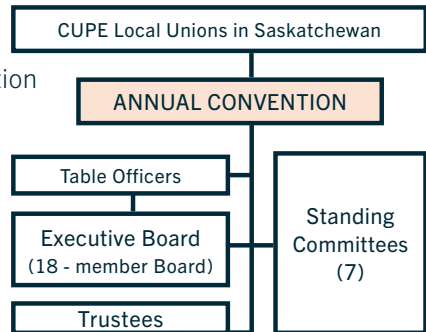 CUPE Local Unions in Saskatchewan
ANNUAL CONVENTION
Table Officers
Executive Board
(18 - member Board)
Trustees
Standing
Committees
(7)